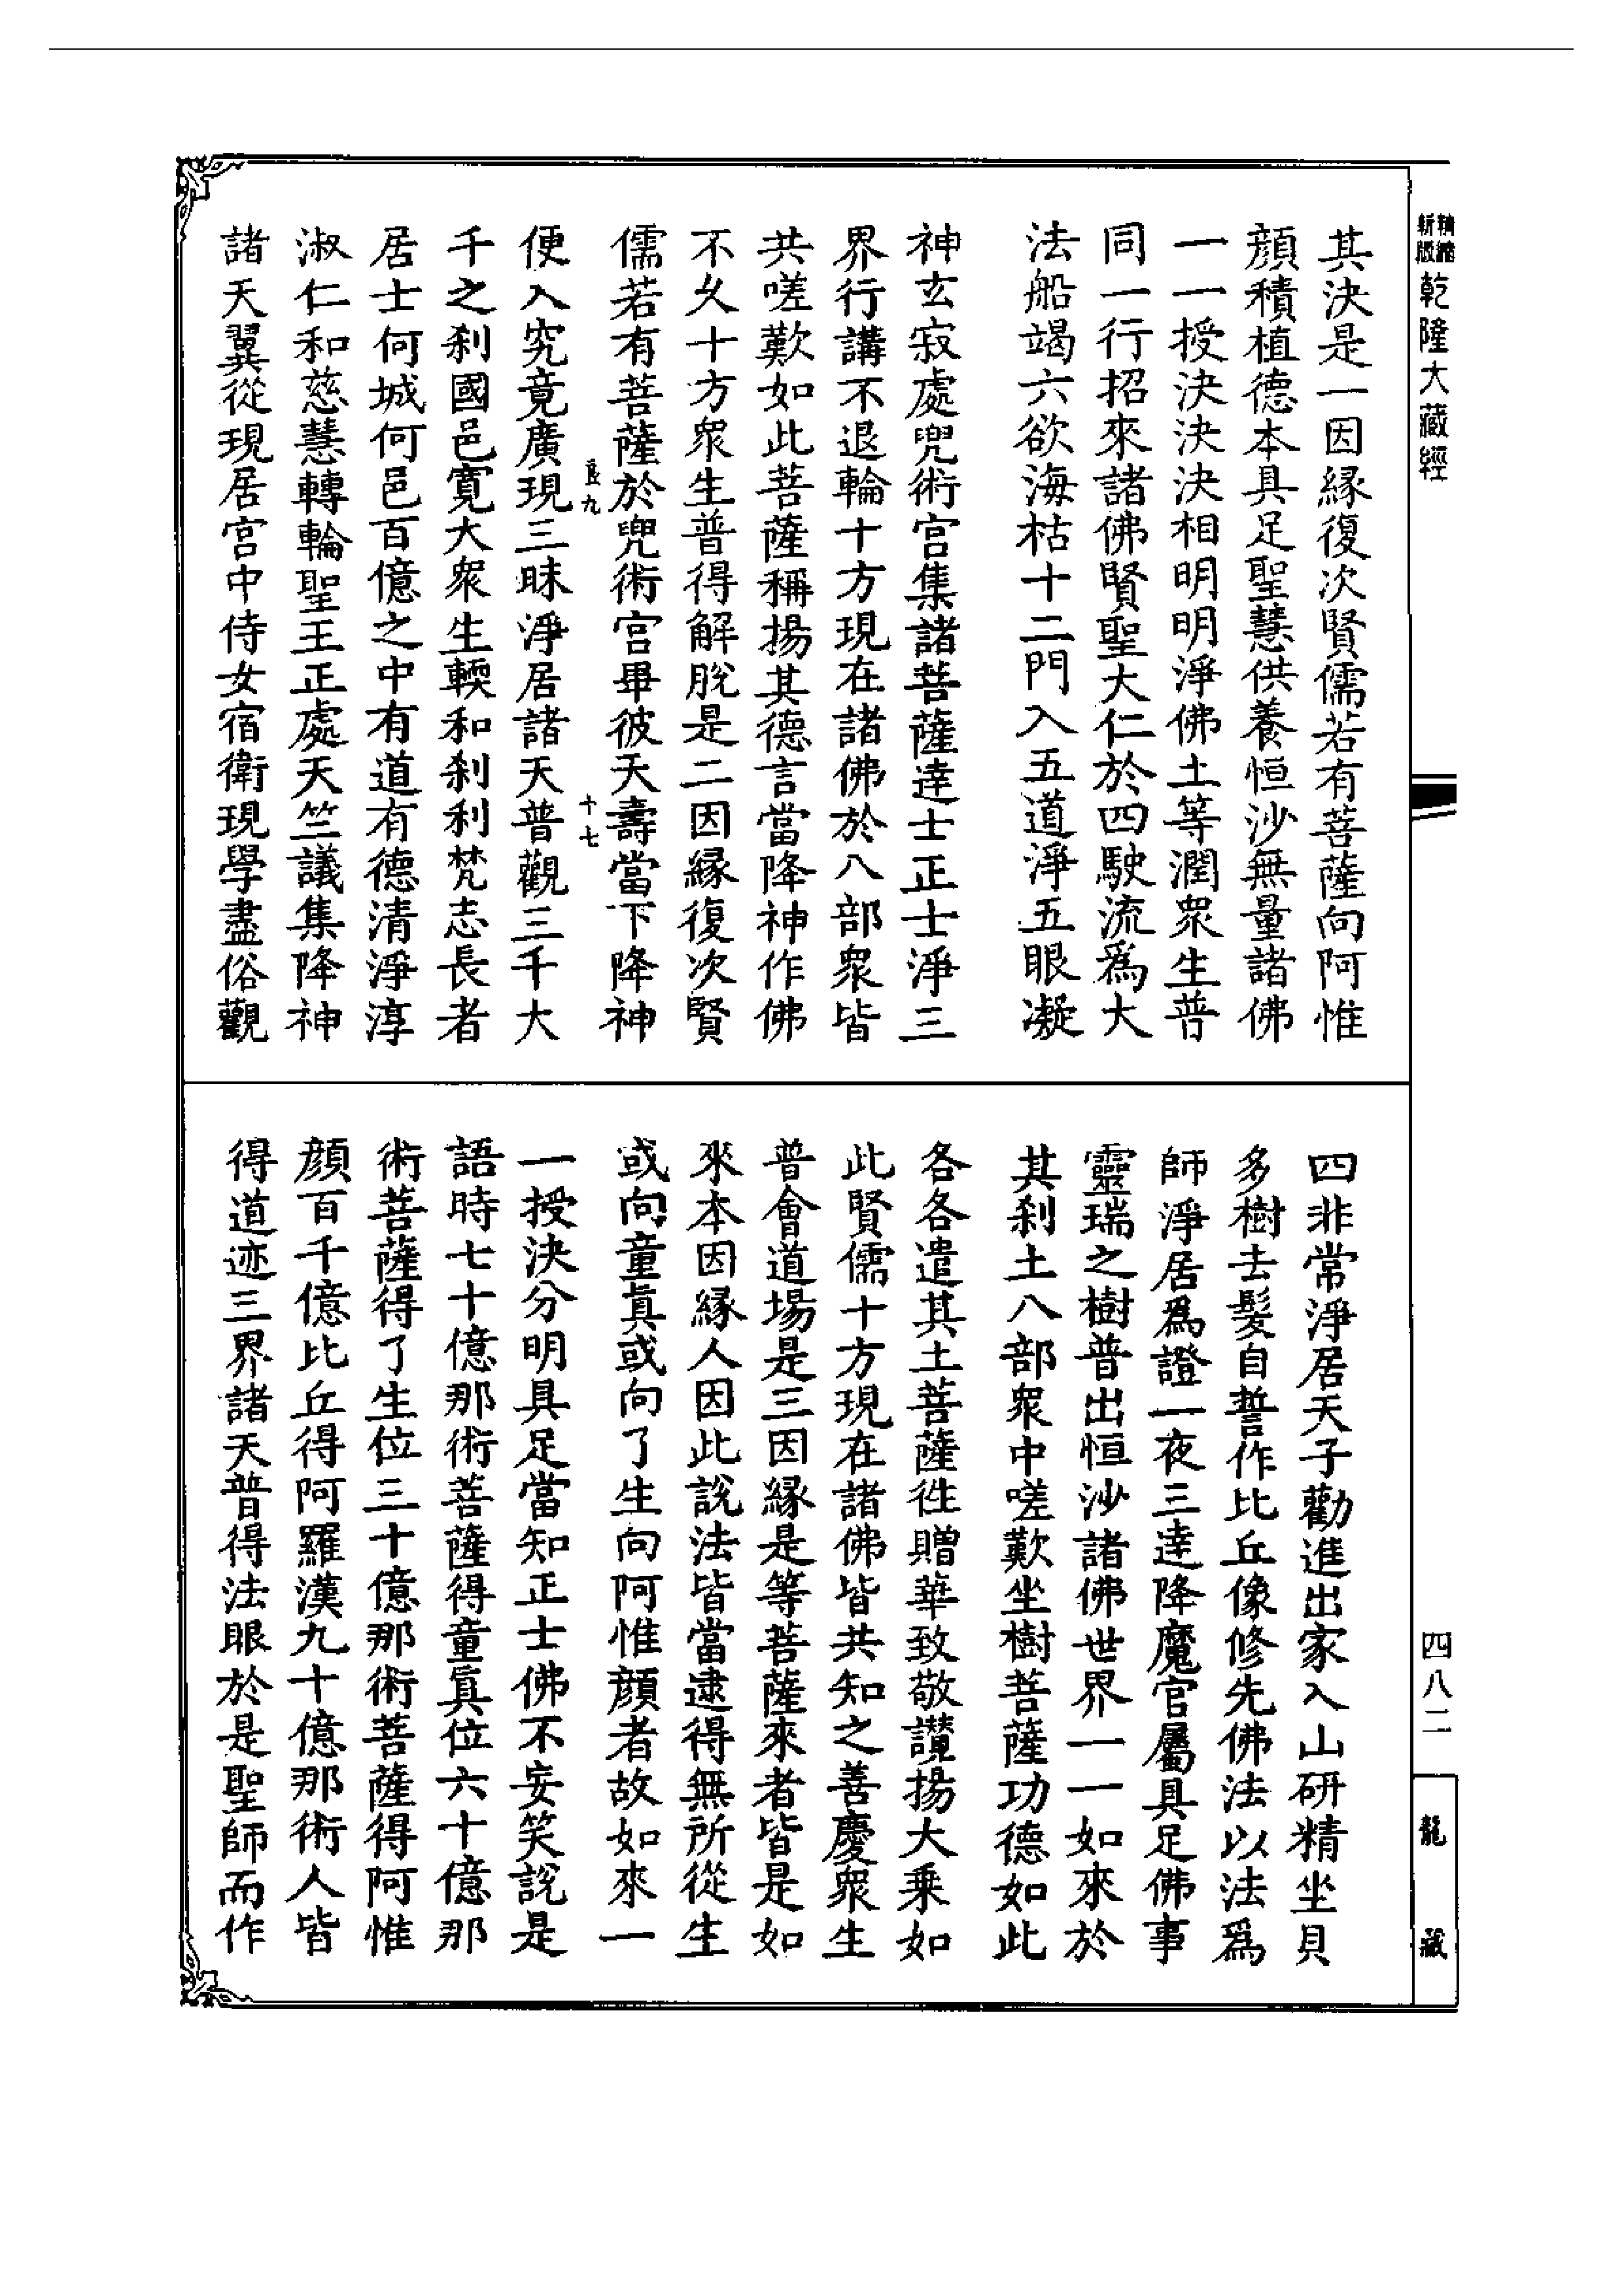 精縮新版乾隆大藏經
其決是一因緣復次賢儒若有菩薩向阿惟
顏積植德本具足聖慧供養恒沙無量諸佛
一一授決決決相明明淨佛土等潤衆生普
同一行招來諸佛賢聖大仁於四駛流爲大
法船竭六欲海枯十二門入五道淨五眼凝
神玄寂處兜術宮集諸菩薩達士正士淨三
界行講不退輪十方現在諸佛於八部衆皆
共嗟歎如此菩薩稱揚其德言當降神作佛
不久十方衆生普得解脫是二因緣復次賢
儒若有菩薩於兜術宮畢彼天壽當下降神
良九
十七
便入究竟廣現三昧淨居諸天普觀三千大
千之刹國邑寬大衆生輭和刹利梵志長者
居士何城何邑百億之中有道有德清淨淳
淑仁和慈慧轉輪聖王正處天竺議集降神
諸天翼從現居宮中侍女宿衛現學盡俗觀
四非常淨居天子勸進出家入山研精坐貝
多樹去髮自誓作比丘像修先佛法以法爲
師淨居爲證一夜三達降魔官屬具足佛事
靈瑞之樹普出恒沙諸佛世界一一如來於
其刹土八部衆中嗟歎坐樹菩薩功德如此
各各遣其土菩薩徃贈華致敬讚揚大乗如
此賢儒十方現在諸佛皆共知之善慶衆生
普會道場是三因緣是等菩薩來者皆是如
來本因緣人因此說法皆當逮得無所從生
或向童眞或向了生向阿惟顏者故如來一
一授決分明具足當知正士佛不妄笑說是
語時七十億那術菩薩得童眞位六十億那
術菩薩得了生位三十億那術菩薩得阿惟
顏百千億比丘得阿羅漢九十億那術人皆
得道迹三界諸天普得法眼於是聖師而作
四八二
龍藏